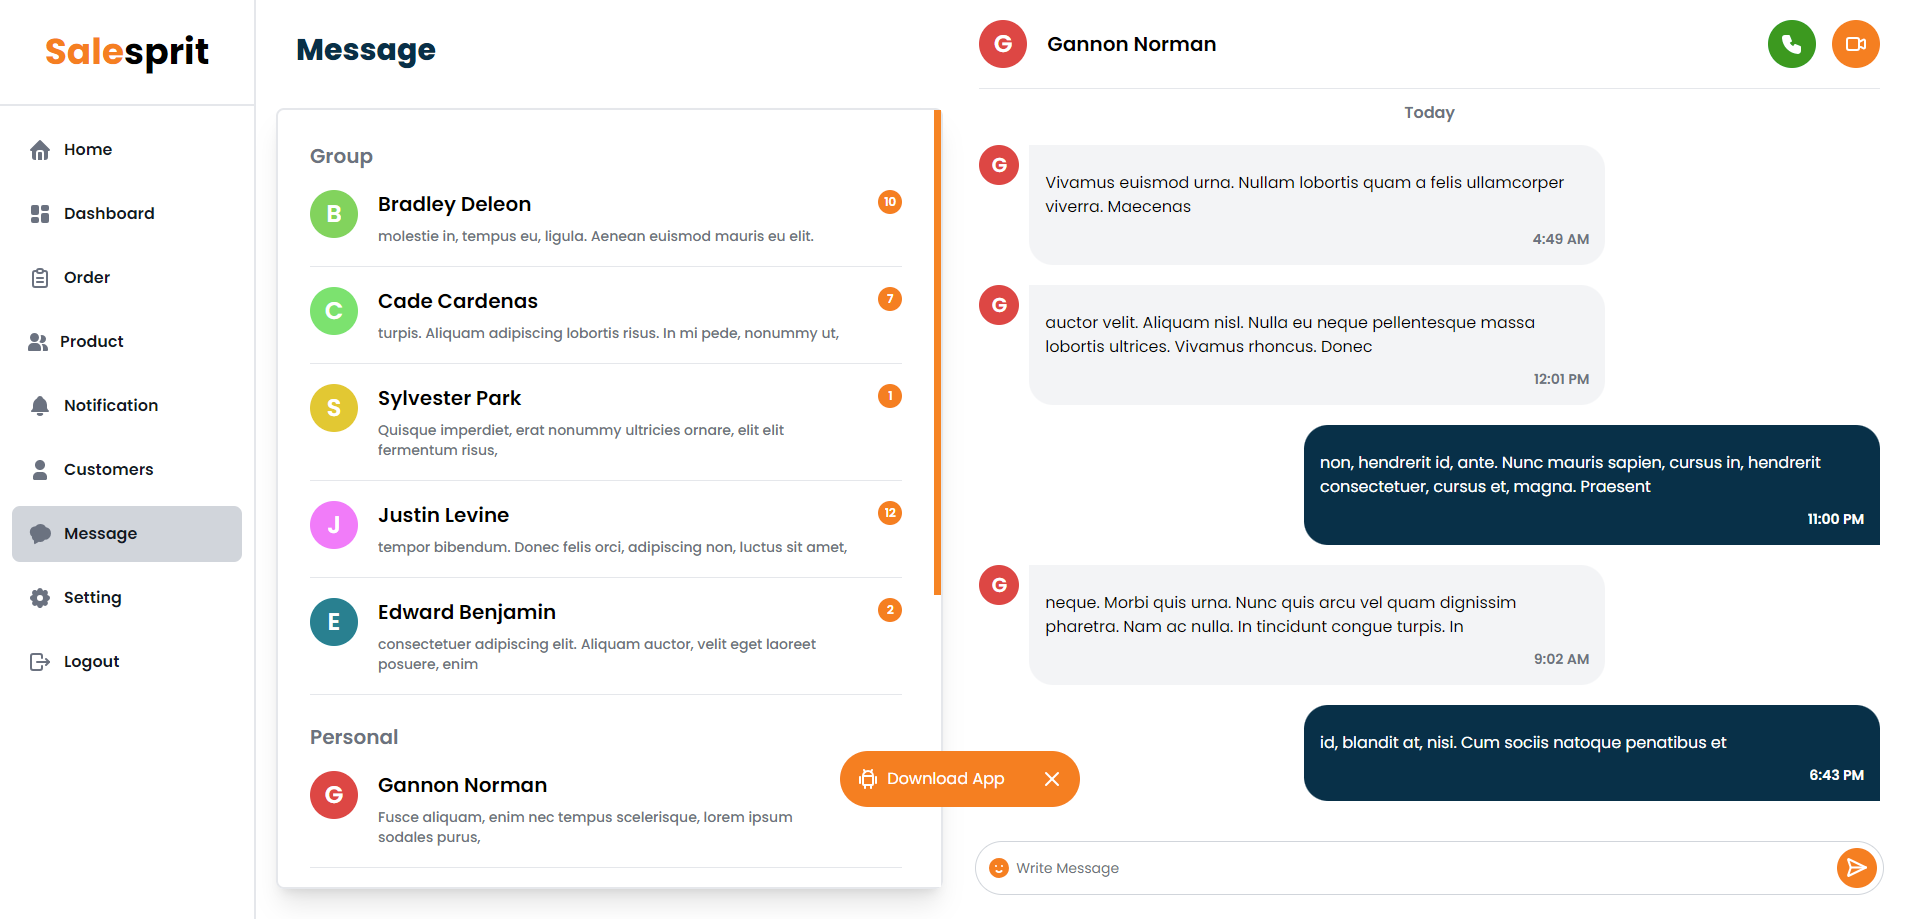 Salesprit
Home
Dashboard
Order
Product
Notification
Customers
Message
Setting
Logout
Message
Group
B
Bradley Deleon
10
molestie in, tempus eu, ligula. Aenean euismod mauris eu elit.
C
Cade Cardenas
7
turpis. Aliquam adipiscing lobortis risus. In mi pede, nonummy ut,
S
Sylvester Park
1
Quisque imperdiet, erat nonummy ultricies ornare, elit elit
fermentum risus,
J
Justin Levine
12
tempor bibendum. Donec felis orci, adipiscing non, luctus sit amet,
E
Edward Benjamin
2
consectetuer adipiscing elit. Aliquam auctor, velit eget laoreet
posuere, enim
Personal
G
Gannon Norman
Fusce aliquam, enim nec tempus scelerisque, lorem ipsum
sodales purus,
Download App
G
Gannon Norman
Today
G
Vivamus euismod urna. Nullam lobortis quam a felis ullamcorper
viverra. Maecenas
4:49 AM
G
auctor velit. Aliquam nisl. Nulla eu neque pellentesque massa
lobortis ultrices. Vivamus rhoncus. Donec
12:01 PM
non, hendrerit id, ante. Nunc mauris sapien, cursus in, hendrerit
consectetuer, cursus et, magna. Praesent
11:00 PM
G
neque. Morbi quis urna. Nunc quis arcu vel quam dignissim
pharetra. Nam ac nulla. In tincidunt congue turpis. In
9:02 AM
id, blandit at, nisi. Cum sociis natoque penatibus et
6:43 PM
Write Message